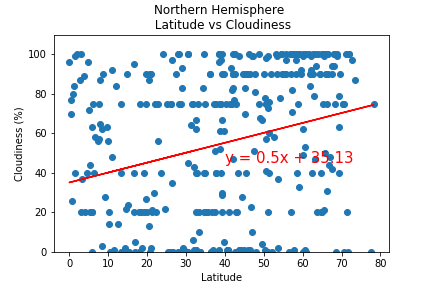 Northern Hemisphere
Latitude vs Cloudiness
Cloudiness (%)
100
80
60
40
20
0
y = 0.5x + 35.13
0 10 20 30 40 50 60 70 80
Latitude